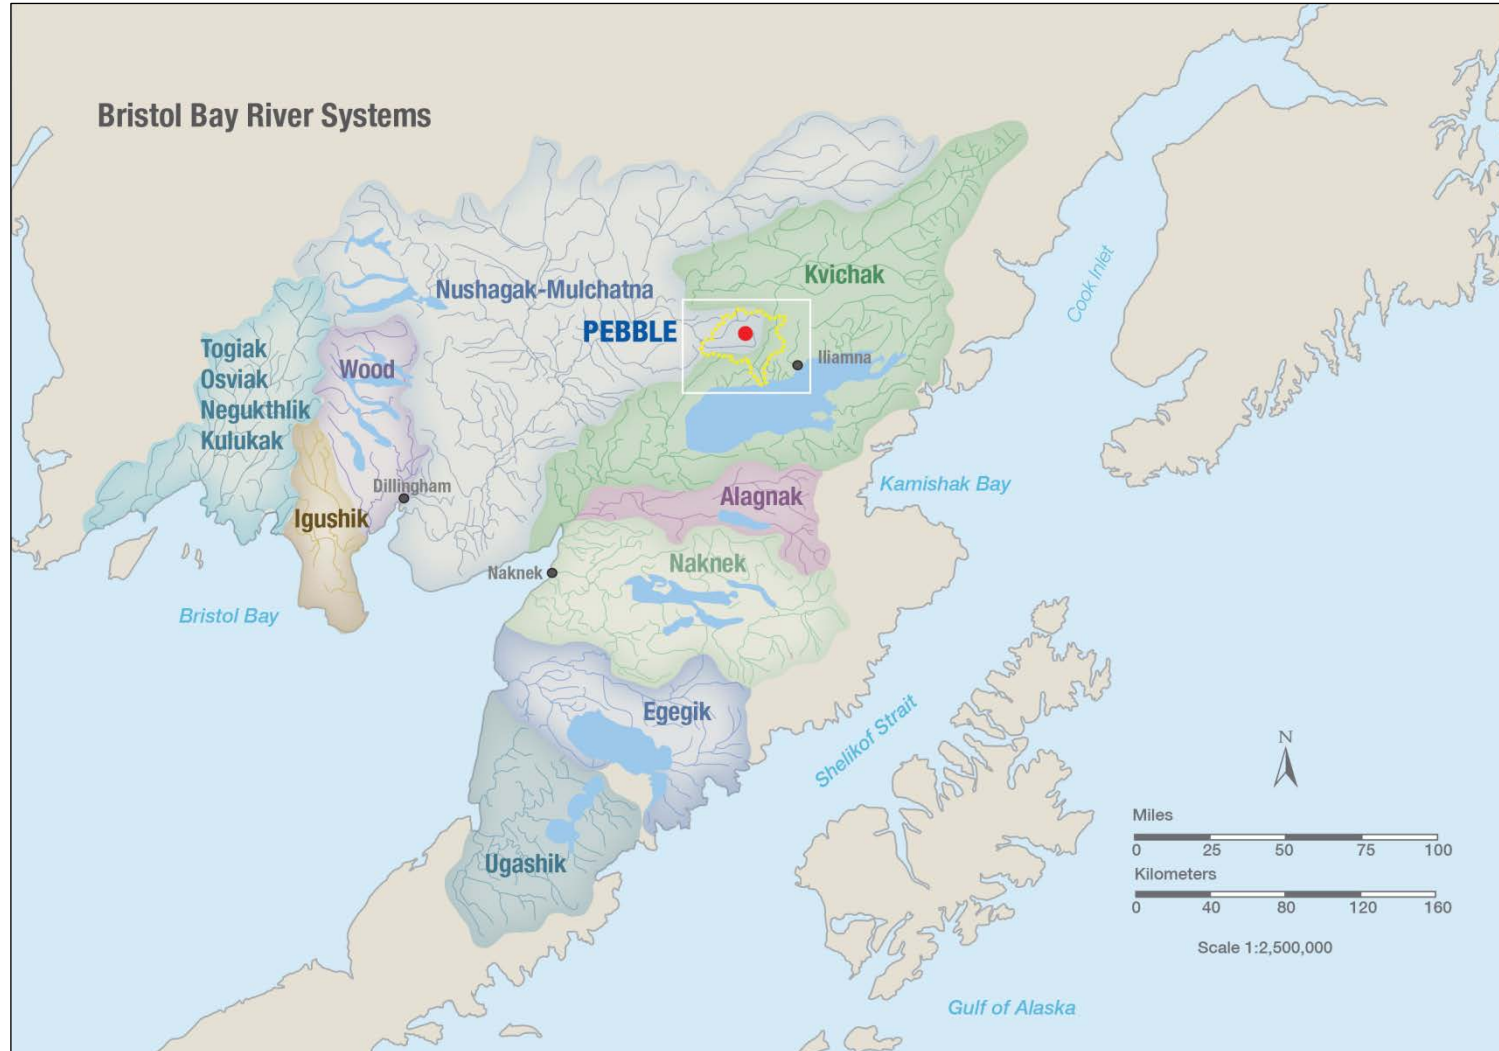 Bristol Bay River Systems
Kvichak
Cook Inlet
Nushagak-Mulchatna
PEBBLE
Togiak
Osviak
Negukthlik
Kulukak
Wood
Iliamna
Dillingham
Kamishak Bay
Alagnak
Igushik
Naknek
Naknek
Bristol Bay
Egegik
Shelikof Strait
N
Miles
0 25 50 75 100
Kilometers
0 40 80 120 160
Ugashik
Scale 1:2,500,000
Gulf of Alaska